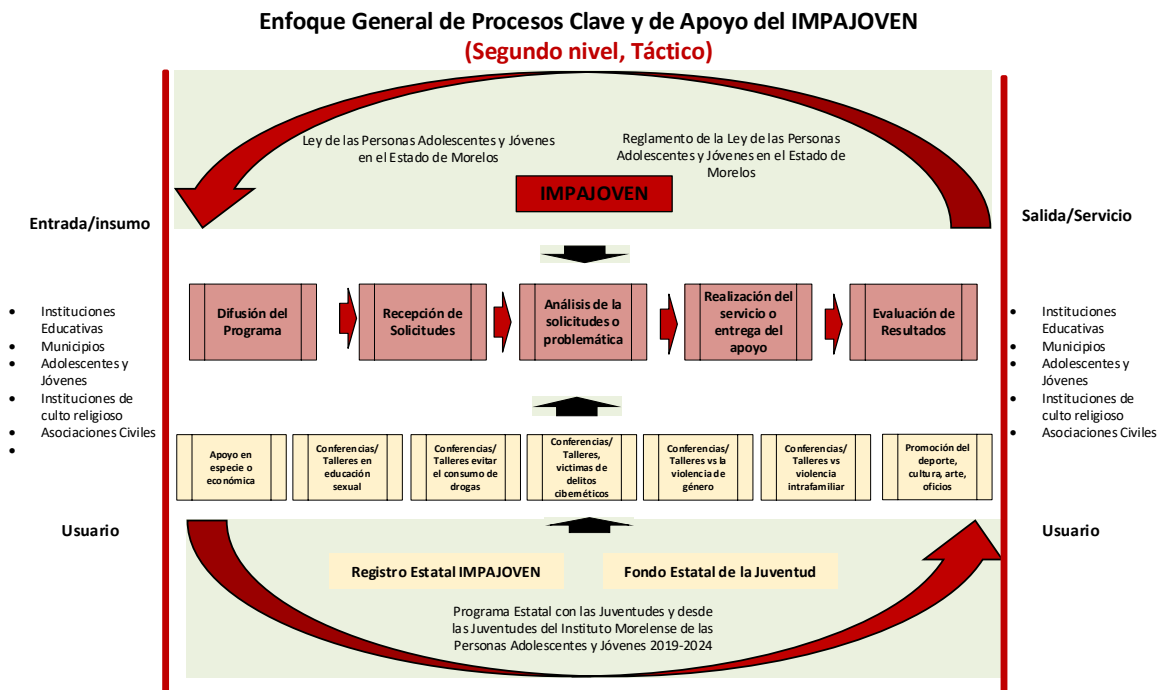 Enfoque General de Procesos Clave y de Apoyo del IMPAJOVEN
(Segundo nivel, Táctico)
Ley de las Personas Adolescentes y Jóvenes
en el Estado de Morelos
Reglamento de la Ley de las Personas
Adolescentes y Jóvenes en el Estado de
Morelos
IMPAJOVEN
Entrada/insumo
Salida/Servicio
• Instituciones
Educativas
• Municipios
• Adolescentes y
Jóvenes
• Instituciones de
culto religioso
• Asociaciones Civiles
•
Difusión del
Programa
Recepción de
Solicitudes
Análisis de la
solicitudes o
problemática
Realización del
servicio o
entrega del
apoyo
Evaluación de
Resultados
• Instituciones
Educativas
• Municipios
• Adolescentes y
Jóvenes
• Instituciones de
culto religioso
• Asociaciones Civiles
Apoyo en
especie o
económica
Conferencias/
Talleres en
educación
sexual
Conferencias/
Talleres evitar
el consumo de
drogas
Conferencias/
Talleres,
victimas de
delitos
cibeméticos
Conferencias/
Talleres vs la
violencia de
género
Conferencias/
Talleres vs
violencia
intrafamiliar
Promoción del
deporte,
cultura, arte,
oficios
Usuario
Usuario
Registro Estatal IMPAJOVEN
Fondo Estatal de la Juventud
Programa Estatal con las Juventudes y desde
las Juventudes del Instituto Morelense de las
Personas Adolescentes y Jóvenes 2019-2024